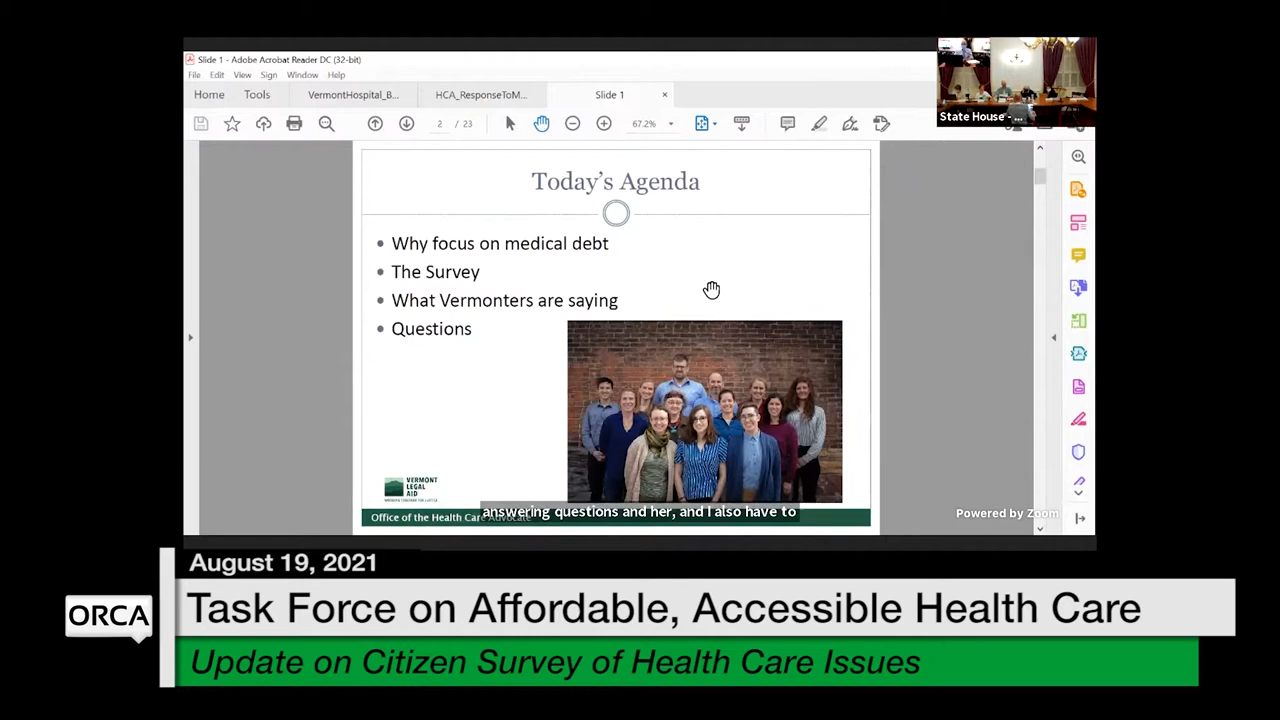 Slide 1 - Adobe Acrobat Reader DC (32-bit)
File Edit View Sign Window Help
Home Tools VermontHospital_B... HCA_ResponseToM... Slide 1 ×
2 / 23 67.2%
State House - ...
Today's Agenda
• Why focus on medical debt
• The Survey
• What Vermonters are saying
• Questions
VERMONT
LEGAL
AID
Office of the Health Care Advocate
answering questions and her, and I also have to
Powered by Zoom
August 19, 2021
ORCA
Task Force on Affordable, Accessible Health Care
Update on Citizen Survey of Health Care Issues